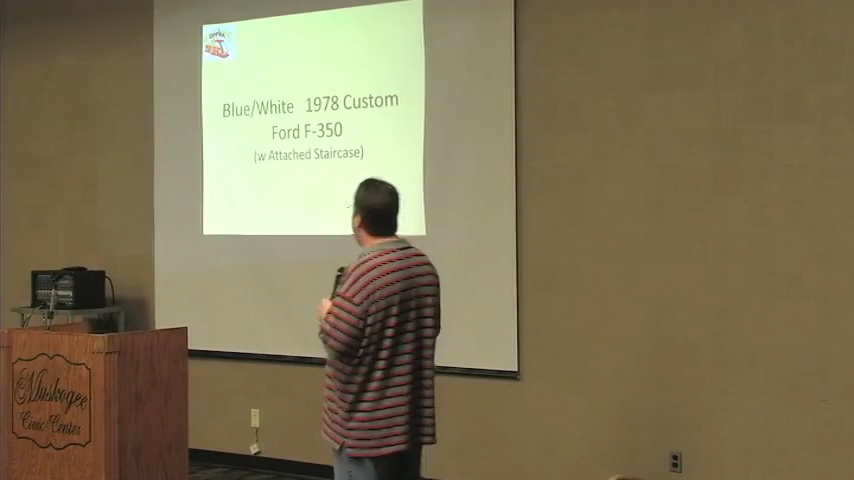 Blue/White 1978 Custom
Ford F-350
(w Attached Staircase)
Muskogee
Civic Center